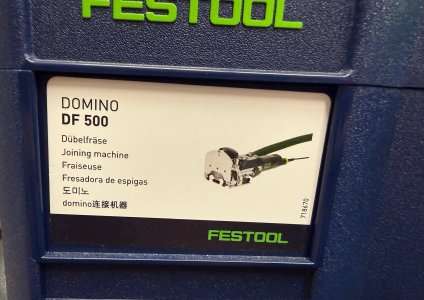 FESTOOL
DOMINO
DF 500
Dübelfräse
Joining machine
Fraiseuse
Fresadora de espigas
도미노
domino连接机器
718670
FESTOOL